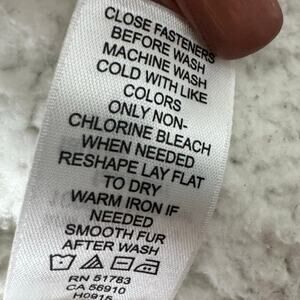 CLOSE FASTENERS
BEFORE WASH
MACHINE WASH
COLD WITH LIKE
COLORS
ONLY NON-
CHLORINE BLEACH
WHEN NEEDED
RESHAPE LAY FLAT
TO DRY
WARM IRON IF
NEEDED
SMOOTH FUR
AFTER WASH
RN 51783
CA 56910
H0915